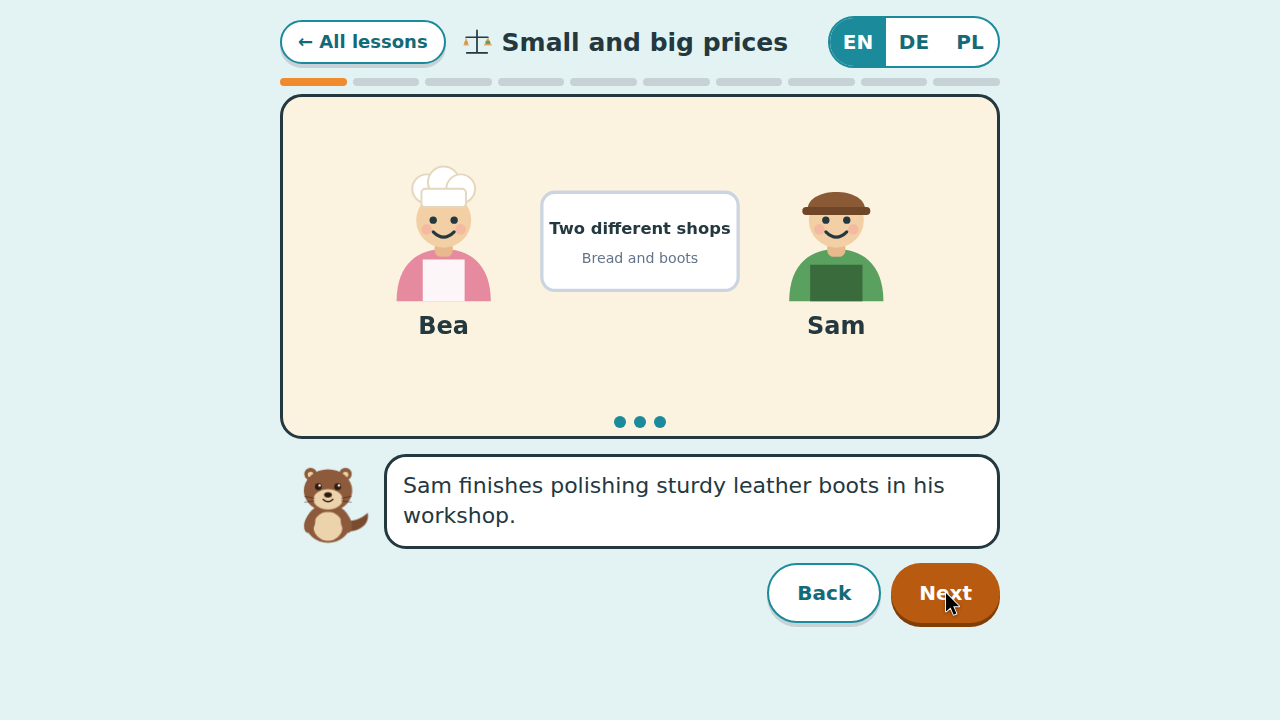 ← All lessons
Small and big prices
EN DE PL
Two different shops
Bread and boots
Bea
Sam
Sam finishes polishing sturdy leather boots in his
workshop.
Back
Next